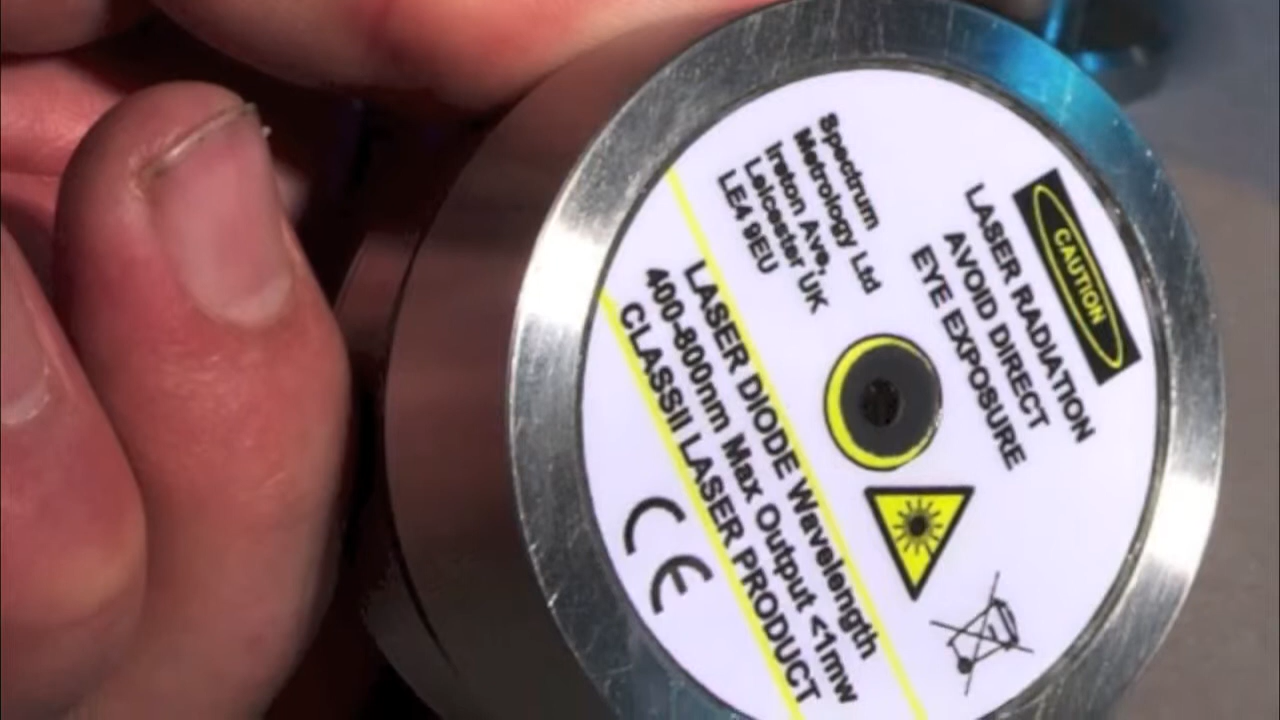 CAUTION
LASER RADIATION
AVOID DIRECT
EYE EXPOSURE
Spectrum
Metrology Ltd
Ireton Ave,
Leicester UK
LE4 9EU
LASER DIODE Wavelength
400-800nm Max Output <1mw
CLASSII LASER PRODUCT
CE